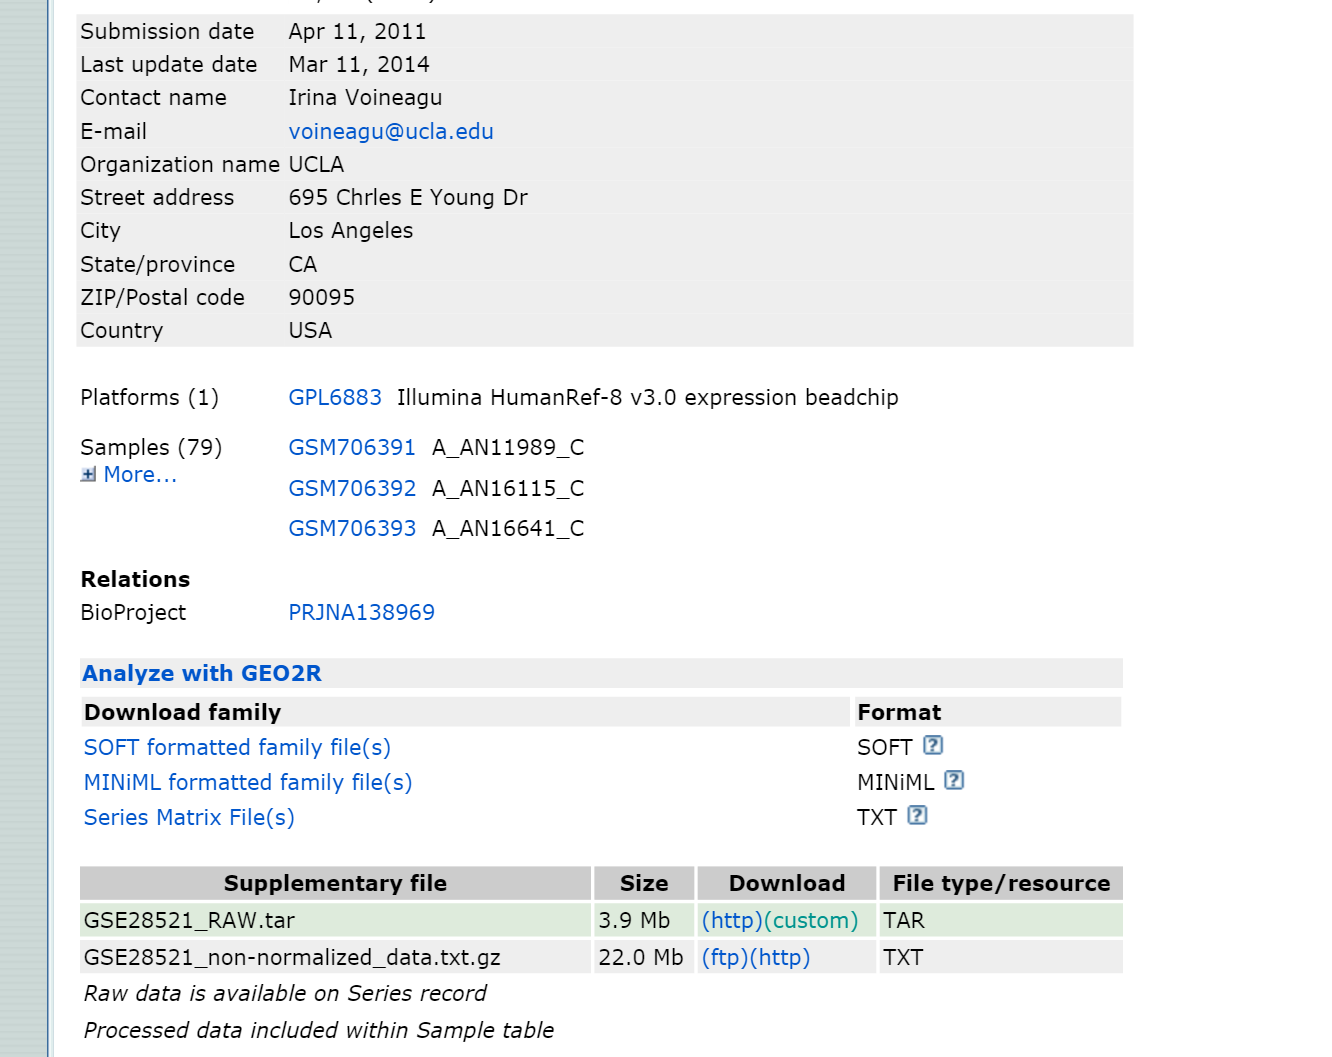 Submission date Apr 11, 2011
Last update date Mar 11, 2014
Contact name Irina Voineagu
E-mail voineagu@ucla.edu
Organization name UCLA
Street address 695 Chrles E Young Dr
City Los Angeles
State/province CA
ZIP/Postal code 90095
Country USA
Platforms (1) GPL6883 Illumina HumanRef-8 v3.0 expression beadchip
Samples (79) GSM706391 A_AN11989_C
More...
GSM706392 A_AN16115_C
GSM706393 A_AN16641_C
Relations
BioProject PRJNA138969
Analyze with GEO2R
Download family Format
SOFT formatted family file(s) SOFT ?
MINiML formatted family file(s) MINiML ?
Series Matrix File(s) TXT ?
Supplementary file Size Download File type/resource
GSE28521_RAW.tar 3.9 Mb (http)(custom) TAR
GSE28521_non-normalized_data.txt.gz 22.0 Mb (ftp)(http) TXT
Raw data is available on Series record
Processed data included within Sample table